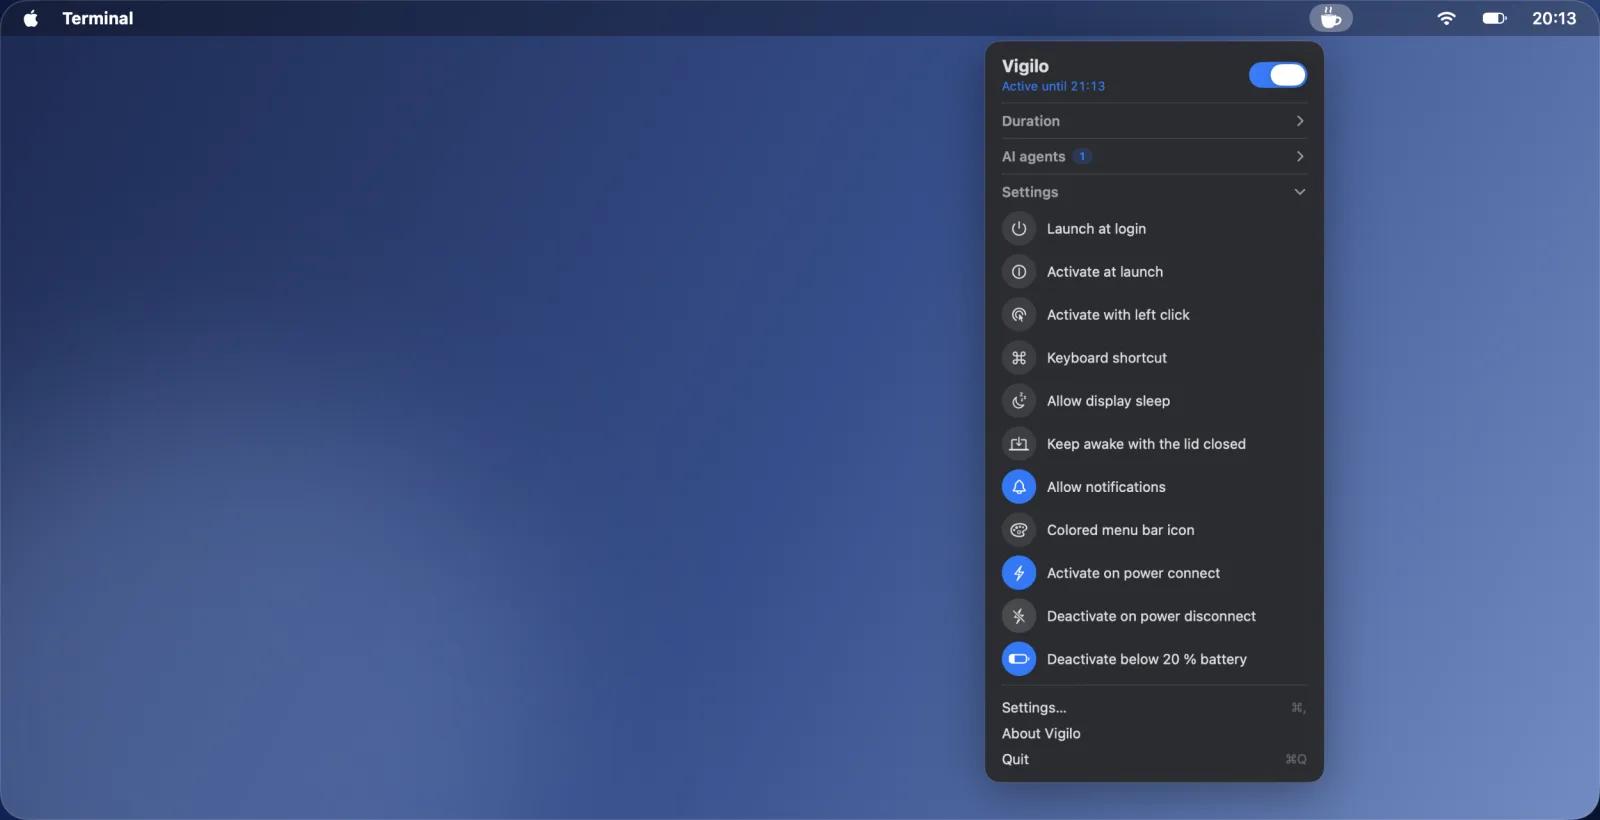 Terminal
20:13
Vigilo
Active until 21:13
Duration
AI agents 1
Settings
Launch at login
Activate at launch
Activate with left click
Keyboard shortcut
Allow display sleep
Keep awake with the lid closed
Allow notifications
Colored menu bar icon
Activate on power connect
Deactivate on power disconnect
Deactivate below 20 % battery
Settings... ⌘,
About Vigilo
Quit ⌘Q